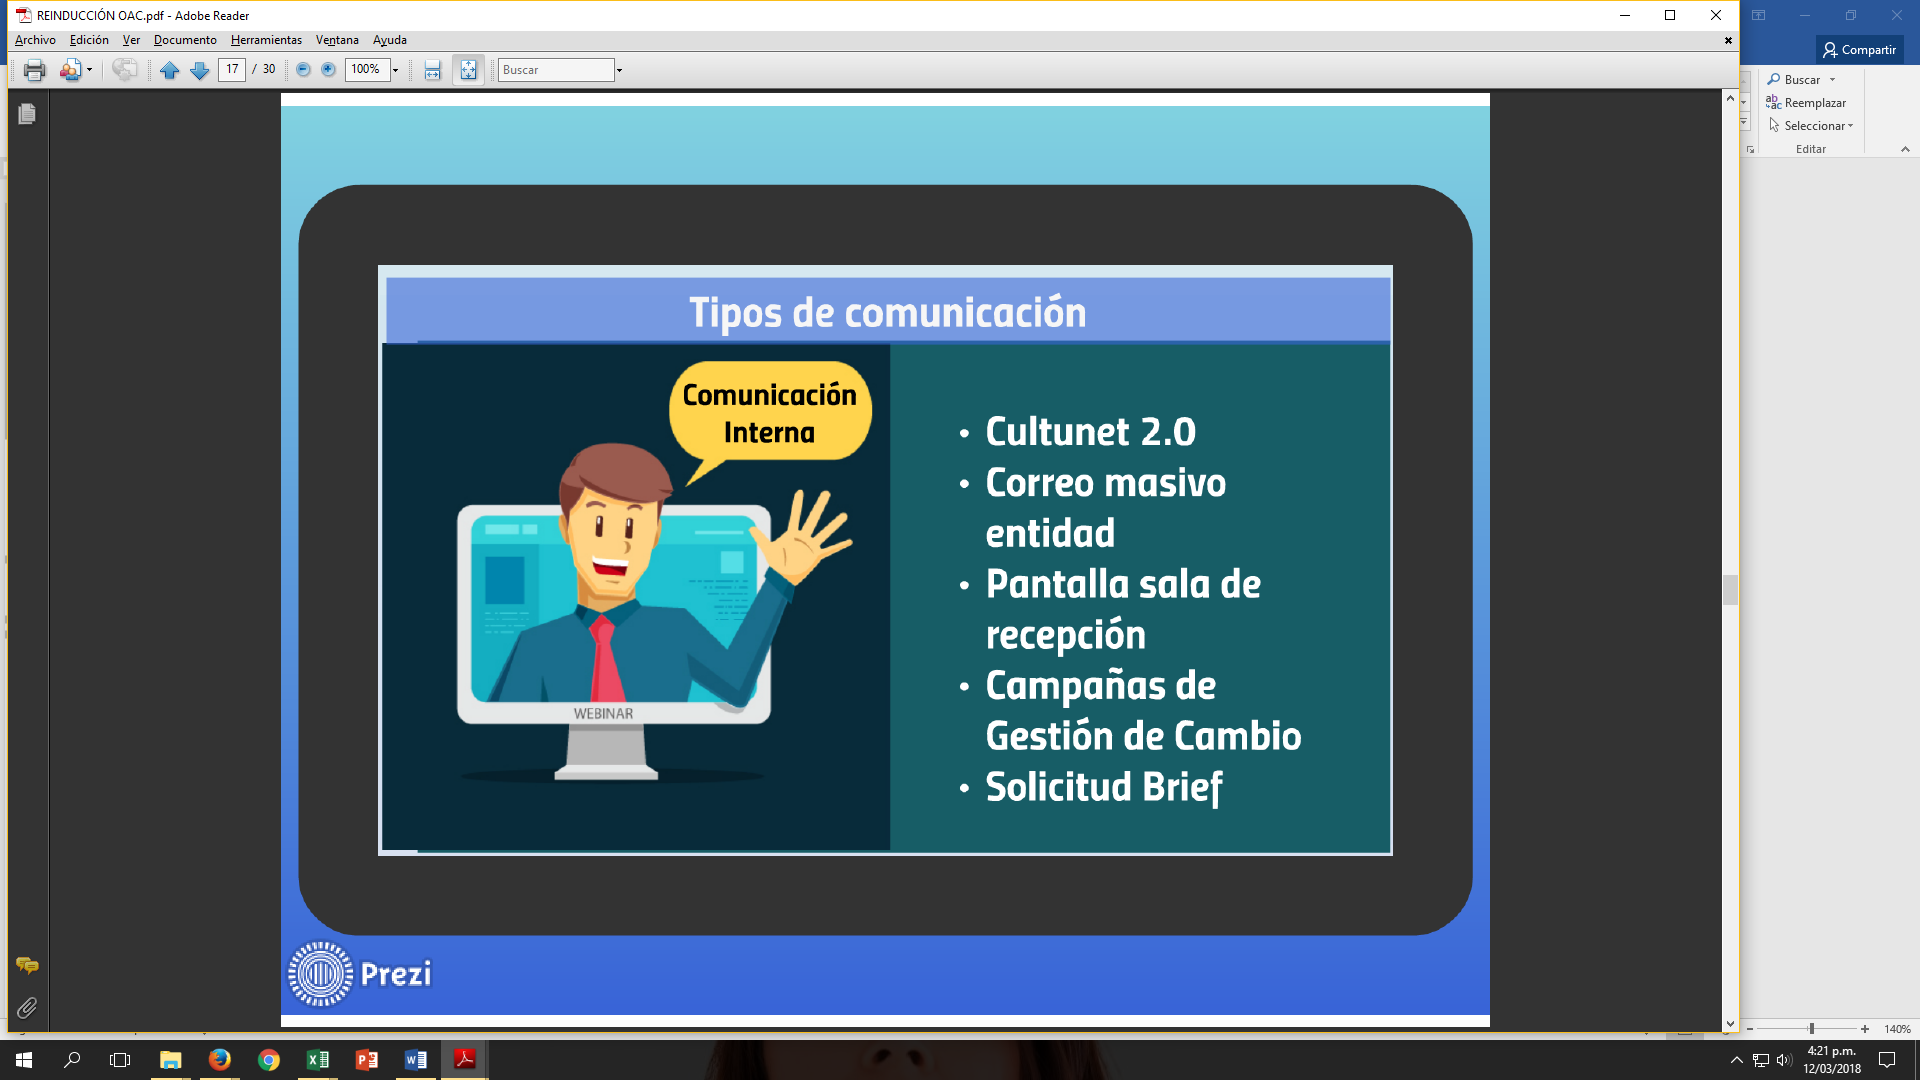 REINDUCCIÓN OAC.pdf - Adobe Reader
Archivo Edición Ver Documento Herramientas Ventana Ayuda
17 / 30 100% Buscar
Compartir
Buscar
Reemplazar
Seleccionar
Editar
Tipos de comunicación
Comunicación
Interna
WEBINAR
• Cultunet 2.0
• Correo masivo
entidad
• Pantalla sala de
recepción
• Campañas de
Gestión de Cambio
• Solicitud Brief
Prezi
140%
4:21 p.m.
12/03/2018